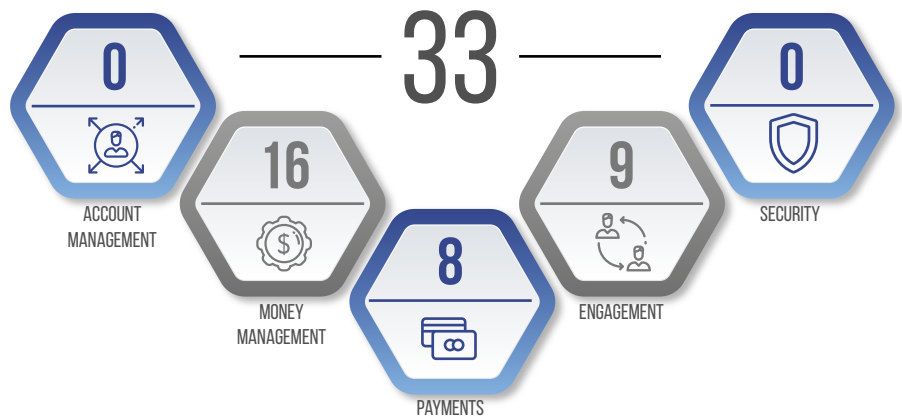 33
0
ACCOUNT
MANAGEMENT
16
$
MONEY
MANAGEMENT
8
PAYMENTS
9
ENGAGEMENT
0
SECURITY